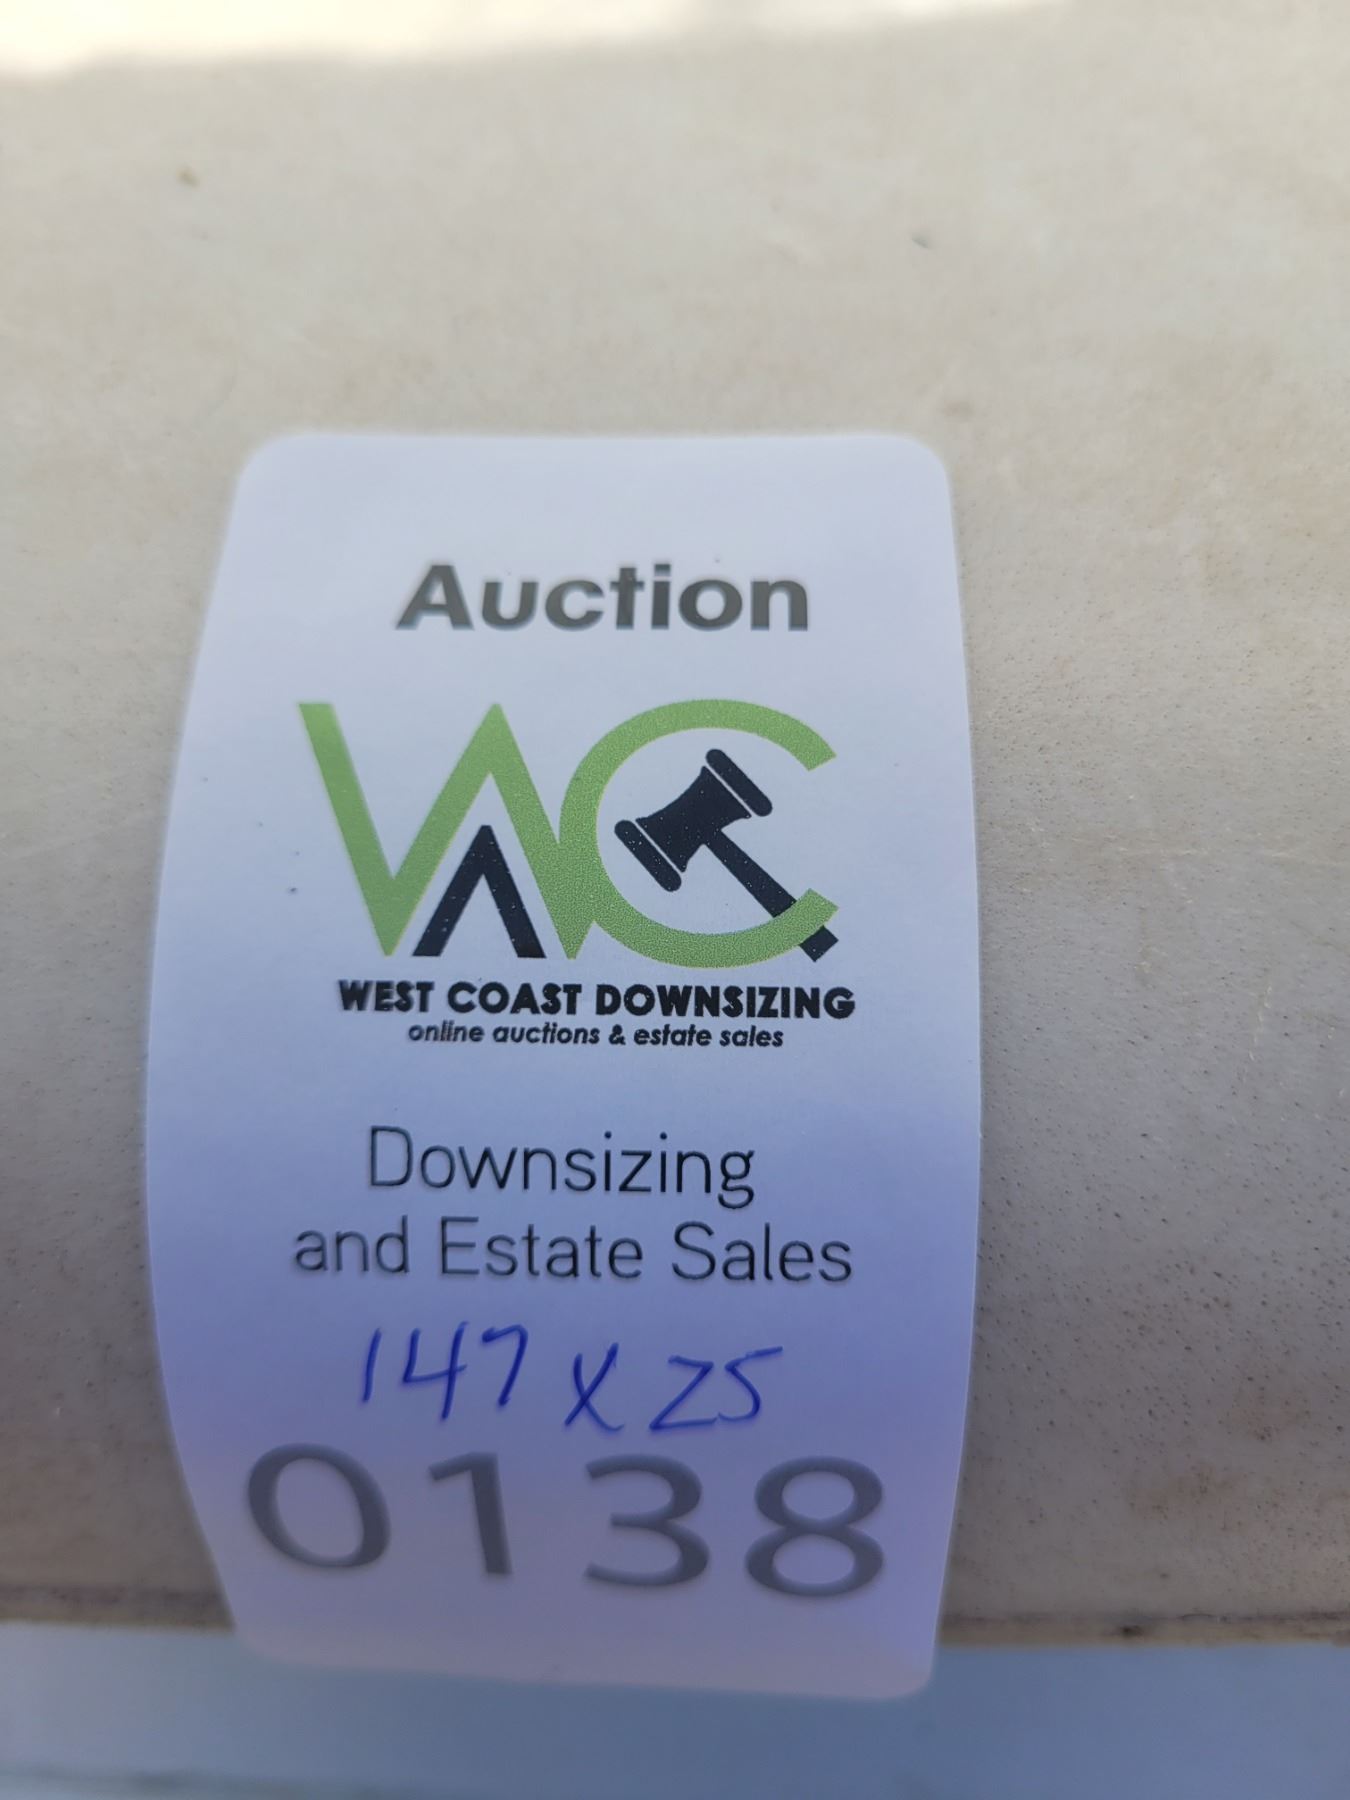 Auction
WC
WEST COAST DOWNSIZING
online auctions & estate sales
Downsizing
and Estate Sales
147 x 25
0138